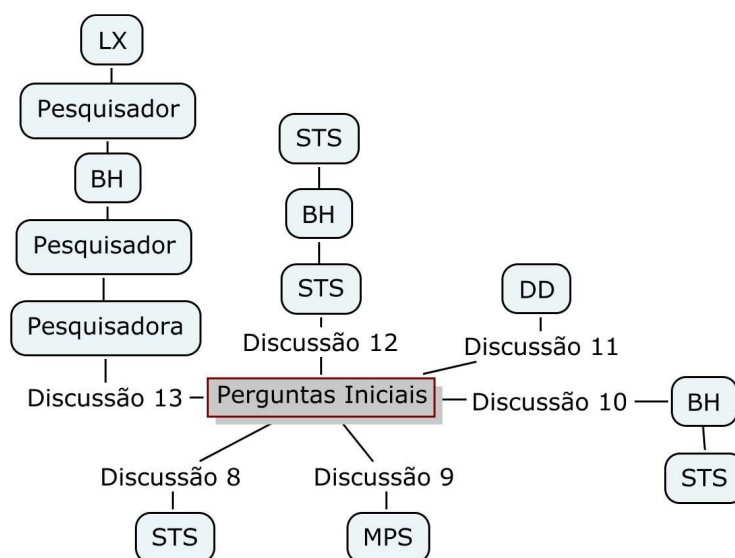 LX
Pesquisador
STS
BH
BH
Pesquisador
STS
DD
Pesquisadora
Discussão 12
Discussão 11
Discussão 13
Perguntas Iniciais
Discussão 10
BH
Discussão 8
Discussão 9
STS
STS
MPS